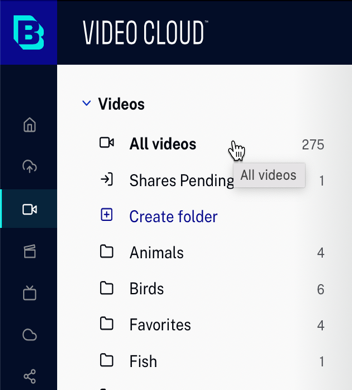 B
VIDEO CLOUD™
Videos
All videos 275
All videos
Shares Pending 1
Create folder
Animals 4
Birds 6
Favorites 4
Fish 1